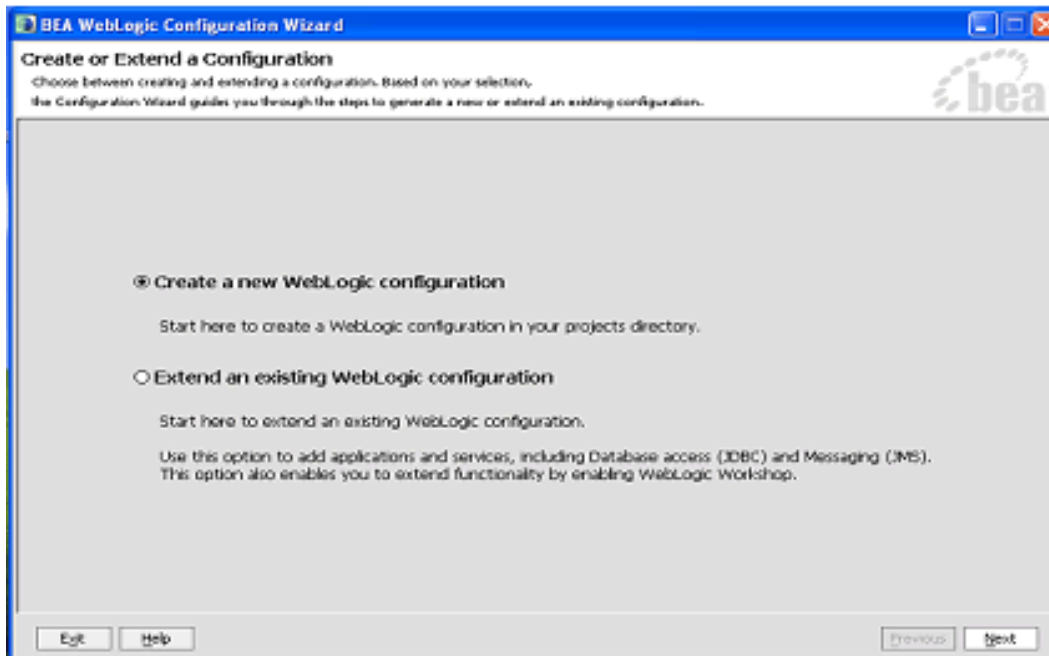 BEA WebLogic Configuration Wizard
Create or Extend a Configuration
Choose between creating and extending a configuration. Based on your selection,
the Configuration Wizard guides you through the steps to generate a new or extend an existing configuration.
bea
Create a new WebLogic configuration
Start here to create a WebLogic configuration in your projects directory.
Extend an existing WebLogic configuration
Start here to extend an existing WebLogic configuration.
Use this option to add applications and services, including Database access (JDBC) and Messaging (JMS).
This option also enables you to extend functionality by enabling WebLogic Workshop.
Exit Help Previous Next